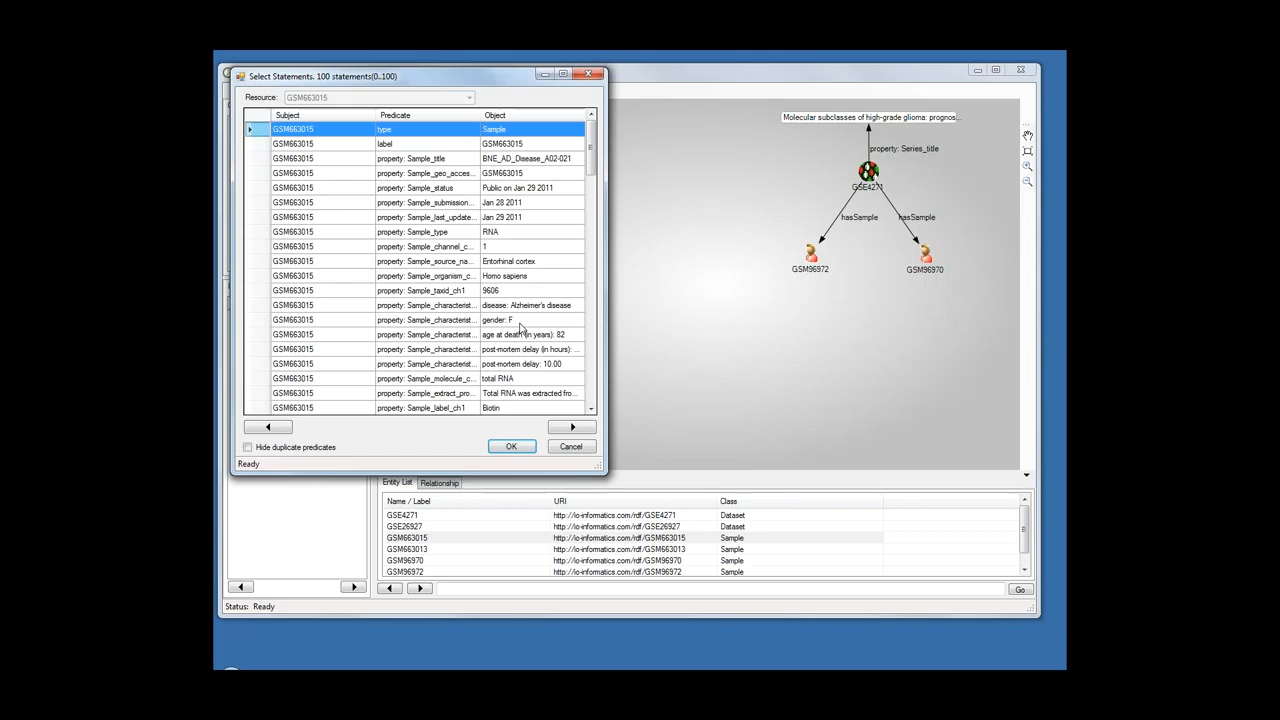 Select Statements. 100 statements(0..100)
Resource: GSM663015
Subject Predicate Object
GSM663015 type Sample
GSM663015 label GSM663015
GSM663015 property: Sample_title BNE_AD_Disease_A02-021
GSM663015 property: Sample_geo_acces... GSM663015
GSM663015 property: Sample_status Public on Jan 29 2011
GSM663015 property: Sample_submission... Jan 28 2011
GSM663015 property: Sample_last_update... Jan 29 2011
GSM663015 property: Sample_type RNA
GSM663015 property: Sample_channel_c... 1
GSM663015 property: Sample_source_na... Entorhinal cortex
GSM663015 property: Sample_organism_c... Homo sapiens
GSM663015 property: Sample_taxid_ch1 9606
GSM663015 property: Sample_characterist... disease: Alzheimer's disease
GSM663015 property: Sample_characterist... gender: F
GSM663015 property: Sample_characterist... age at death (in years): 82
GSM663015 property: Sample_characterist... post-mortem delay (in hours): ...
GSM663015 property: Sample_characterist... post-mortem delay: 10.00
GSM663015 property: Sample_molecule_c... total RNA
GSM663015 property: Sample_extract_pro... Total RNA was extracted fro...
GSM663015 property: Sample_label_ch1 Biotin
Hide duplicate predicates OK Cancel
Ready
Molecular subclasses of high-grade glioma: prognos...
property: Series_title
GSE4271
hasSample hasSample
GSM96972 GSM96970
Entity List Relationship
Name / Label URI Class
GSE4271 http://io-informatics.com/rdf/GSE4271 Dataset
GSE26927 http://io-informatics.com/rdf/GSE26927 Dataset
GSM663015 http://io-informatics.com/rdf/GSM663015 Sample
GSM663013 http://io-informatics.com/rdf/GSM663013 Sample
GSM96970 http://io-informatics.com/rdf/GSM96970 Sample
GSM96972 http://io-informatics.com/rdf/GSM96972 Sample
Go
Status: Ready